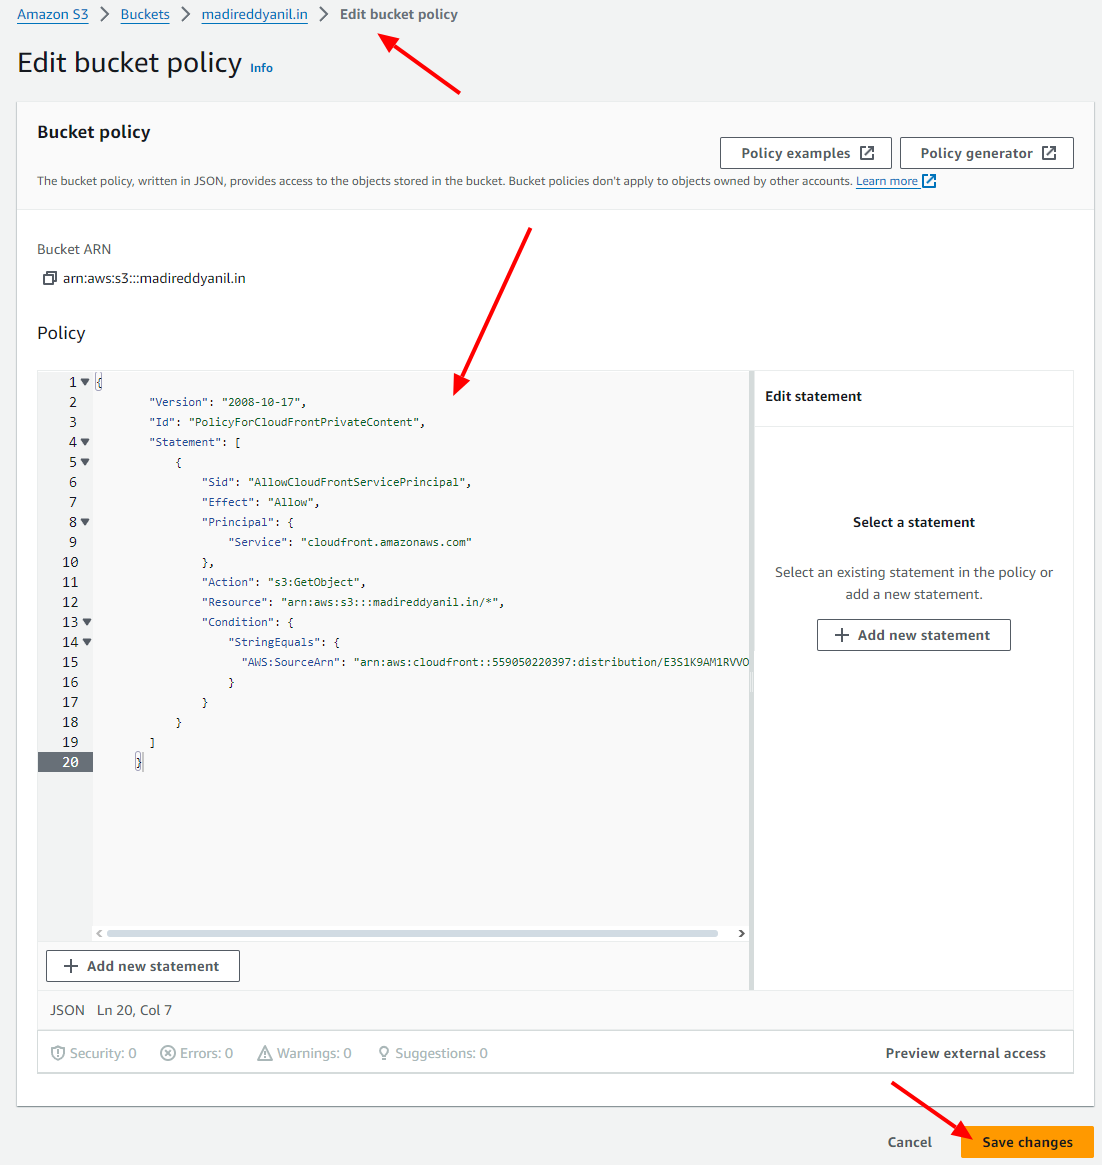 Amazon S3 > Buckets > madireddyanil.in > Edit bucket policy
Edit bucket policy Info
Bucket policy
Policy examples
Policy generator
The bucket policy, written in JSON, provides access to the objects stored in the bucket. Bucket policies don't apply to objects owned by other accounts. Learn more
Bucket ARN
arn:aws:s3:::madireddyanil.in
Policy
1 {
2 "Version": "2008-10-17",
3 "Id": "PolicyForCloudFrontPrivateContent",
4 "Statement": [
5 {
6 "Sid": "AllowCloudFrontServicePrincipal",
7 "Effect": "Allow",
8 "Principal": {
9 "Service": "cloudfront.amazonaws.com"
10 },
11 "Action": "s3:GetObject",
12 "Resource": "arn:aws:s3:::madireddyanil.in/*",
13 "Condition": {
14 "StringEquals": {
15 "AWS:SourceArn": "arn:aws:cloudfront::559050220397:distribution/E3S1K9AM1RVVO
16 }
17 }
18 }
19 ]
20 }
+ Add new statement
JSON Ln 20, Col 7
Edit statement
Select a statement
Select an existing statement in the policy or
add a new statement.
+ Add new statement
Security: 0 Errors: 0 Warnings: 0 Suggestions: 0
Preview external access
Cancel
Save changes